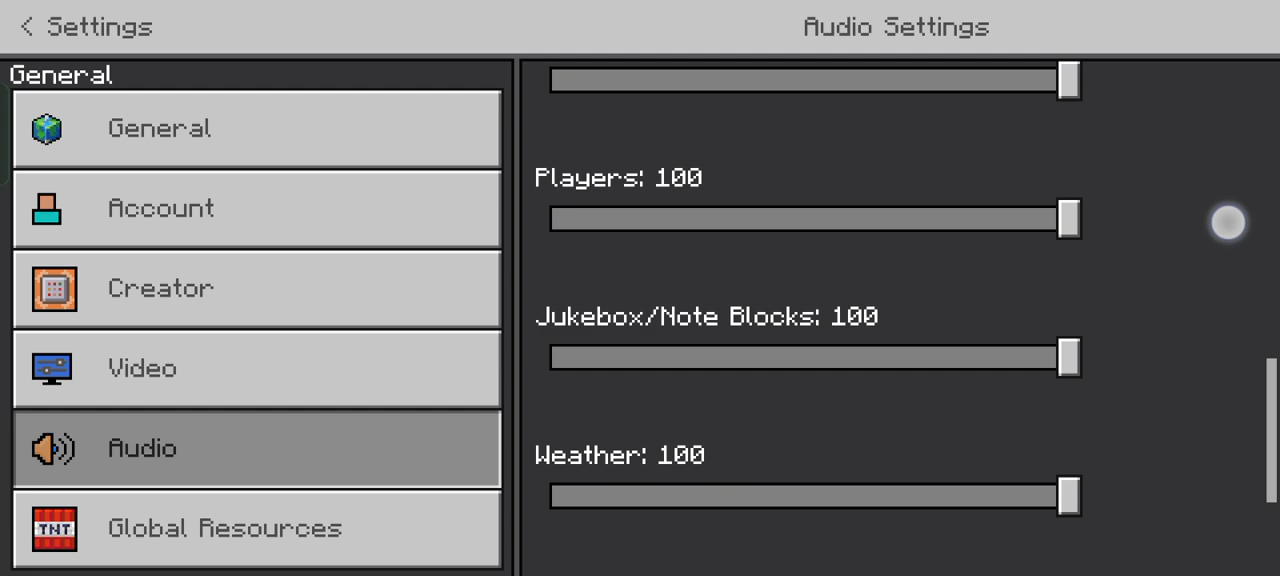 Settings
Audio Settings
General
General
Account
Creator
Video
Audio
TNT
Global Resources
Players: 100
Jukebox/Note Blocks: 100
Weather: 100